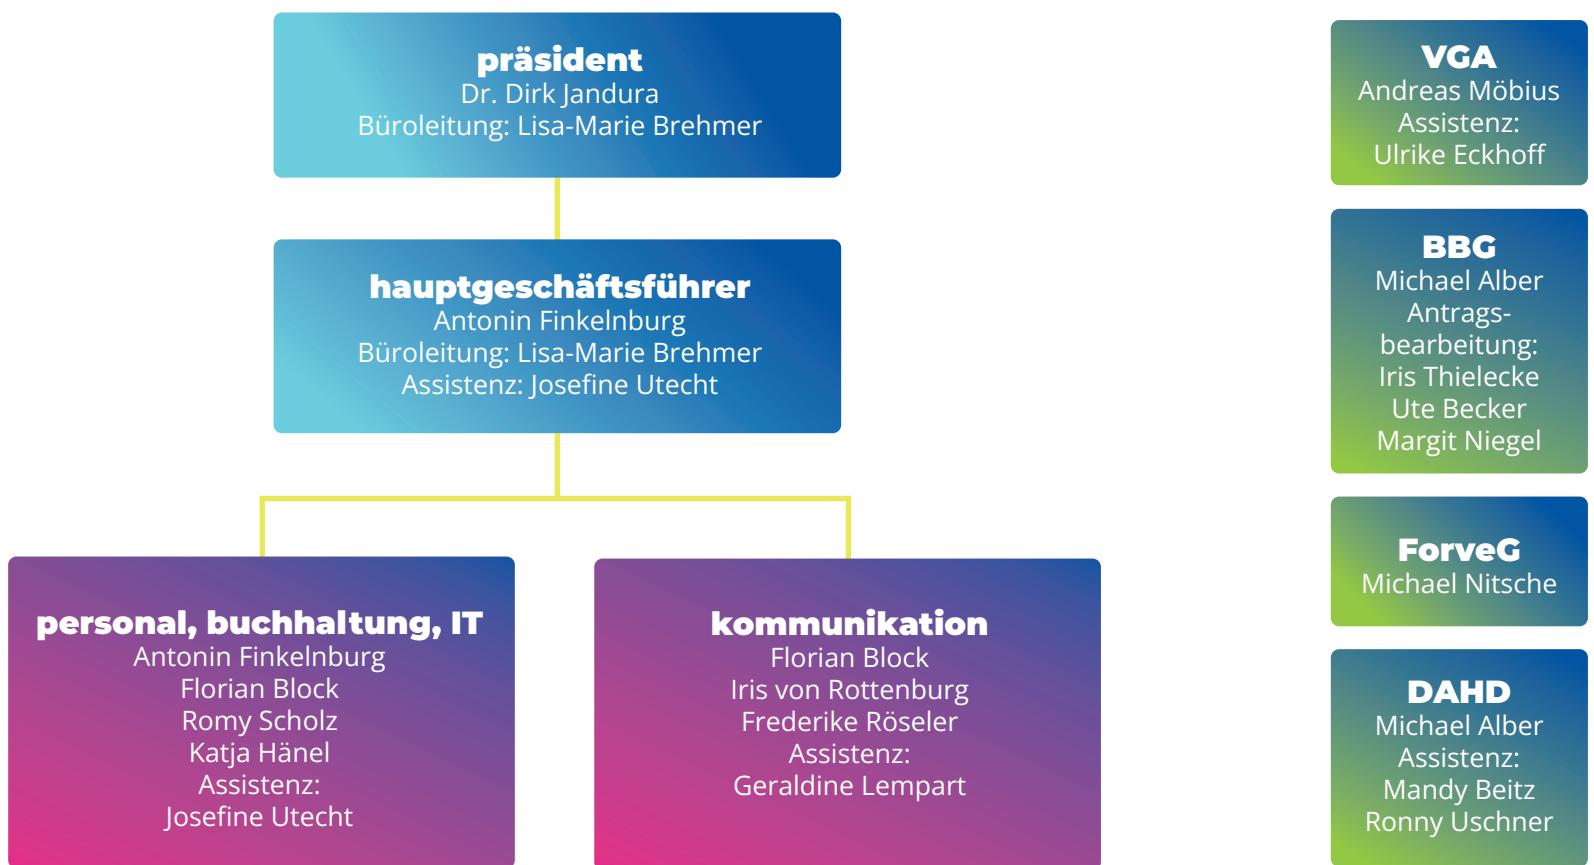 präsident
Dr. Dirk Jandura
Büroleitung: Lisa-Marie Brehmer
hauptgeschäftsführer
Antonin Finkelnburg
Büroleitung: Lisa-Marie Brehmer
Assistenz: Josefine Utecht
personal, buchhaltung, IT
Antonin Finkelnburg
Florian Block
Romy Scholz
Katja Hänel
Assistenz:
Josefine Utecht
kommunikation
Florian Block
Iris von Rottenburg
Frederike Röseler
Assistenz:
Geraldine Lempart
VGA
Andreas Möbius
Assistenz:
Ulrike Eckhoff
BBG
Michael Alber
Antrags-
bearbeitung:
Iris Thielecke
Ute Becker
Margit Niegel
ForveG
Michael Nitsche
DAHD
Michael Alber
Assistenz:
Mandy Beitz
Ronny Uschner